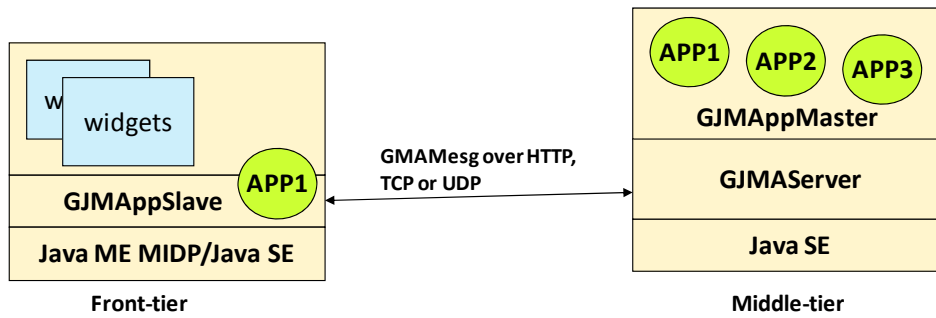 w
widgets
APP1
GJMAppSlave
Java ME MIDP/Java SE
Front-tier
GMAMesg over HTTP,
TCP or UDP
APP1
APP2
APP3
GJMAppMaster
GJMAServer
Java SE
Middle-tier